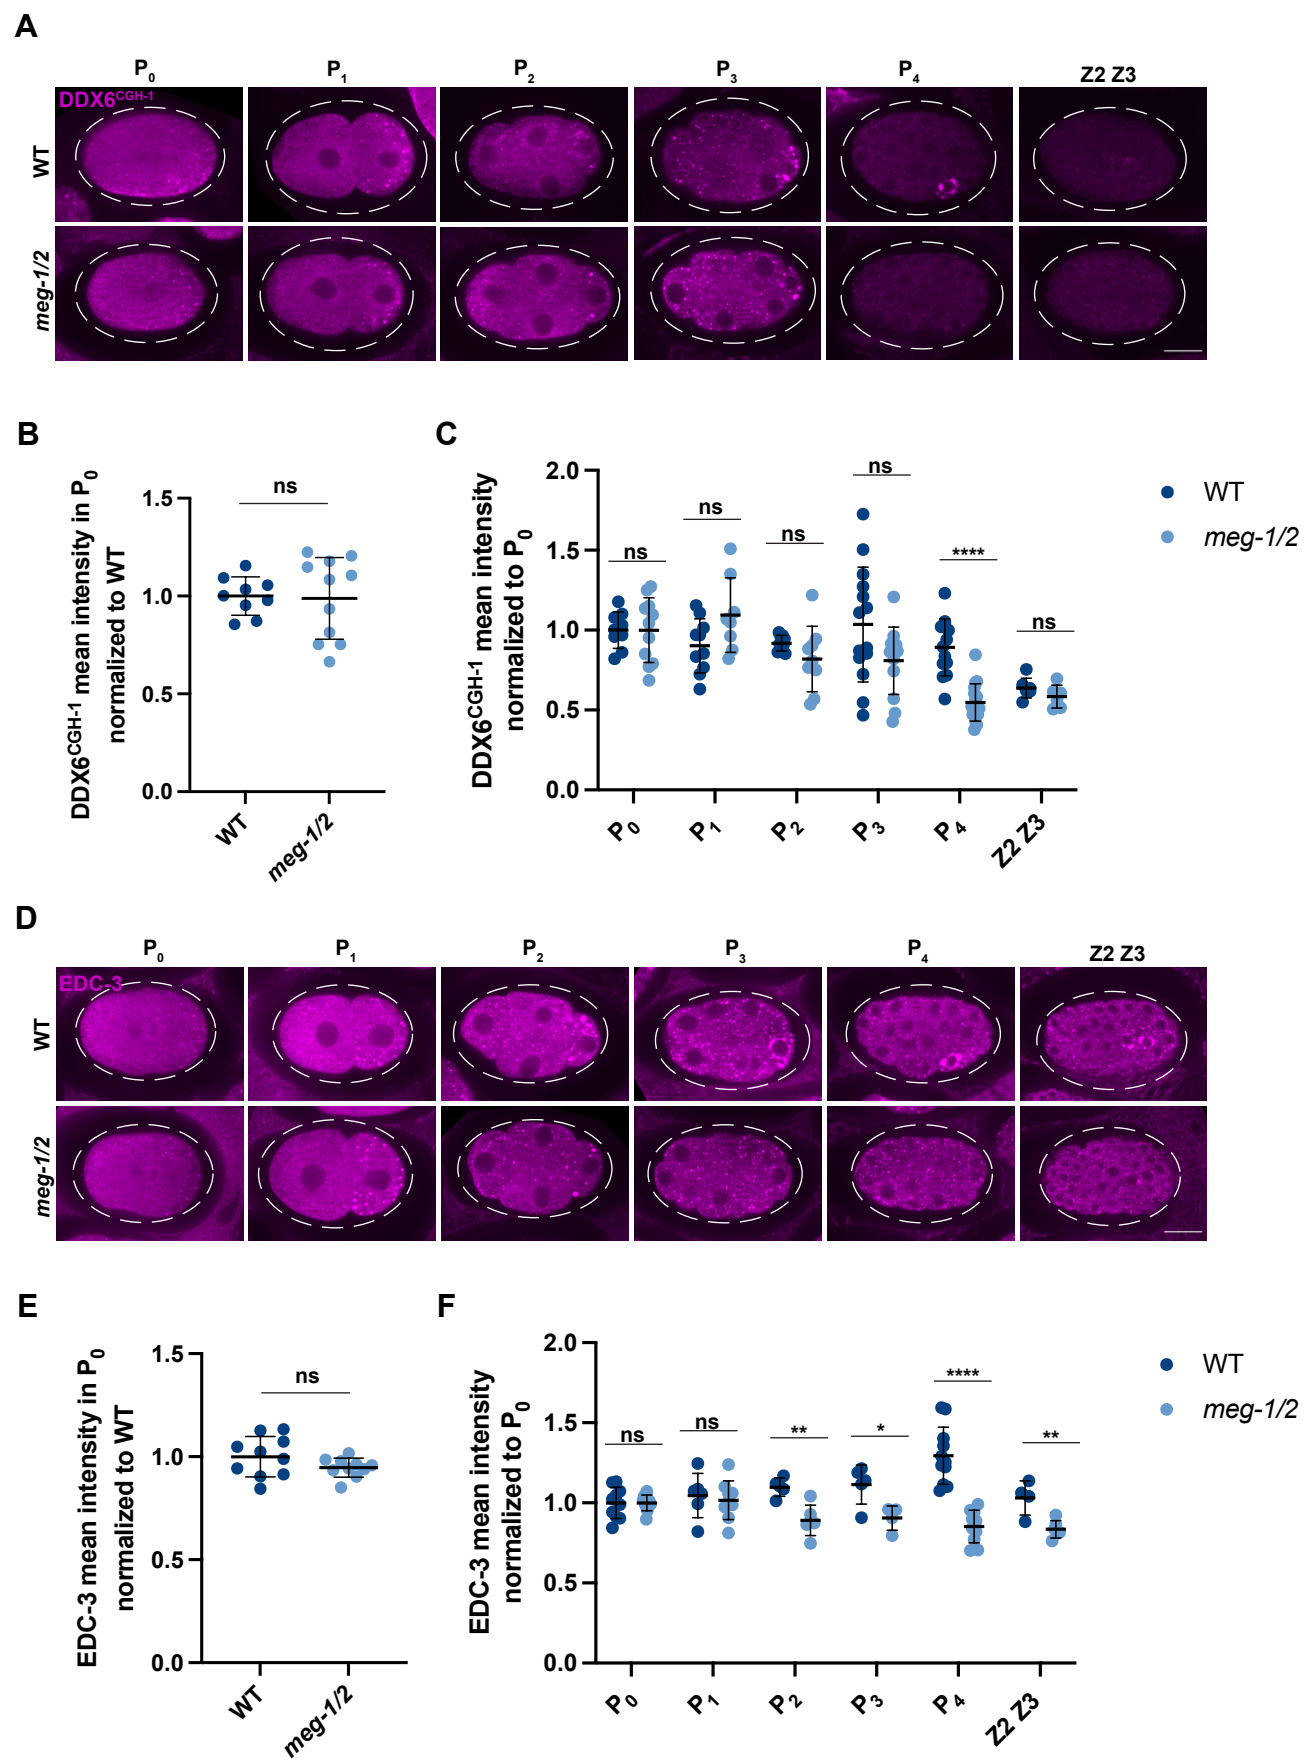 A
P0 P1 P2 P3 P4 Z2 Z3
DDX6CGH-1
WT
meg-1/2
B
DDX6CGH-1 mean intensity in P0
normalized to WT
1.5
1.0
0.5
0.0
ns
WT meg-1/2
C
DDX6CGH-1 mean intensity
normalized to P0
2.0
1.5
1.0
0.5
0.0
ns ns ns ns **** ns
P0 P1 P2 P3 P4 Z2 Z3
WT
meg-1/2
D
P0 P1 P2 P3 P4 Z2 Z3
EDC-3
WT
meg-1/2
E
EDC-3 mean intensity in P0
normalized to WT
1.5
1.0
0.5
0.0
ns
WT meg-1/2
F
EDC-3 mean intensity
normalized to P0
2.0
1.5
1.0
0.5
0.0
ns ns ** * **** **
P0 P1 P2 P3 P4 Z2 Z3
WT
meg-1/2